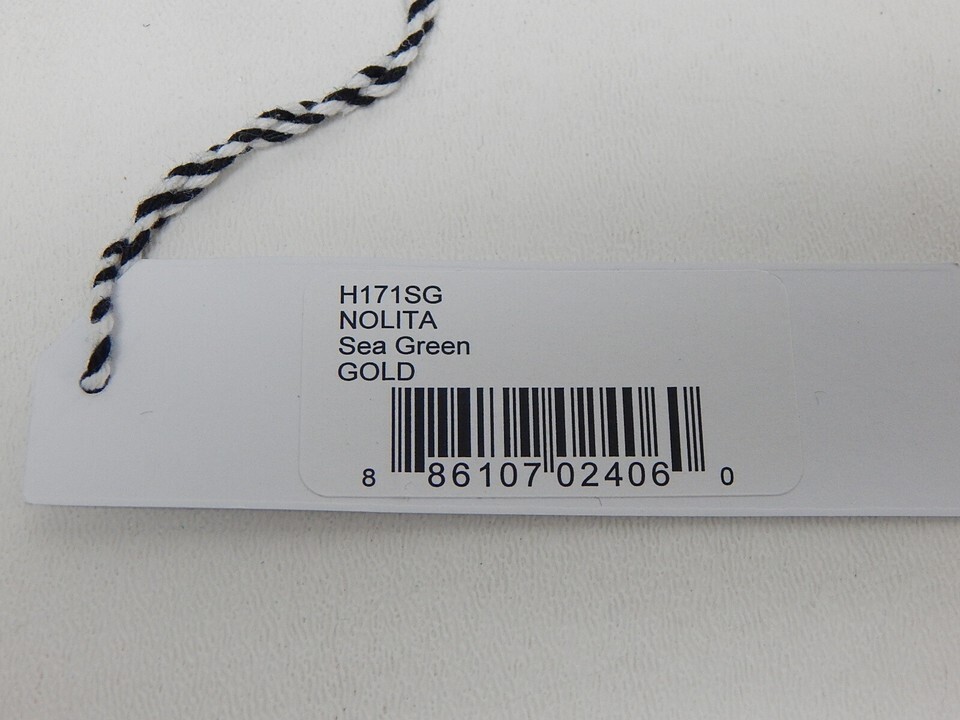 H171SG
NOLITA
Sea Green
GOLD
8 86107 02406 0